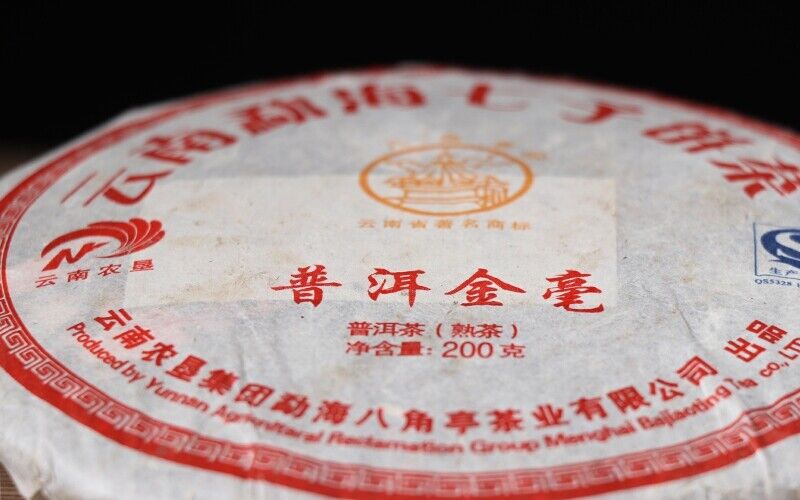 云南勐海七子饼茶
云南省著名商标
云南农垦
普洱金毫
普洱茶（熟茶）
净含量：200克
生产
QS5328
云南农垦集团勐海八角亭茶业有限公司 出品
Produced by Yunnan Agricultural Reclamation Group Menghai Bajiaoting Tea co., LTD